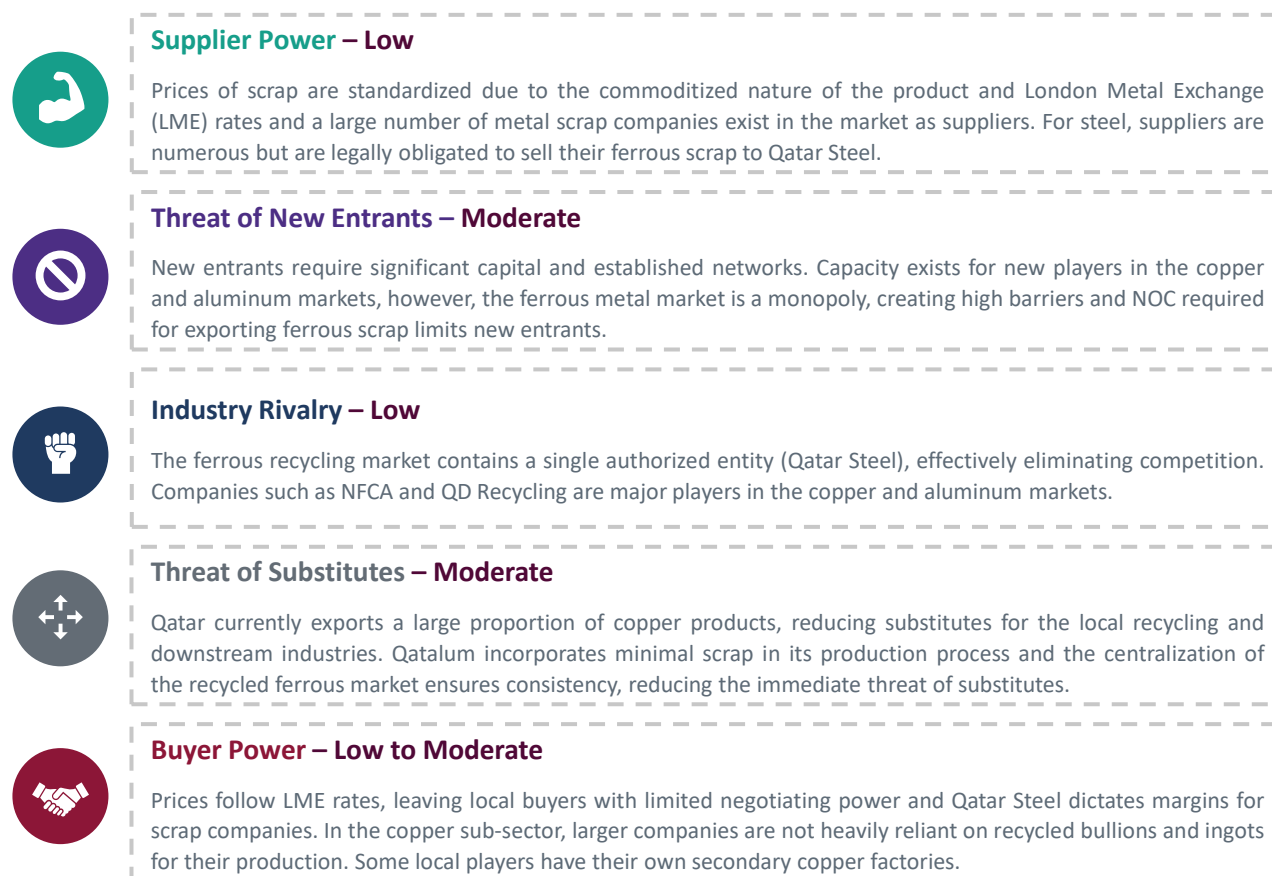 Supplier Power – Low
Prices of scrap are standardized due to the commoditized nature of the product and London Metal Exchange
(LME) rates and a large number of metal scrap companies exist in the market as suppliers. For steel, suppliers are
numerous but are legally obligated to sell their ferrous scrap to Qatar Steel.
Threat of New Entrants – Moderate
New entrants require significant capital and established networks. Capacity exists for new players in the copper
and aluminum markets, however, the ferrous metal market is a monopoly, creating high barriers and NOC required
for exporting ferrous scrap limits new entrants.
Industry Rivalry – Low
The ferrous recycling market contains a single authorized entity (Qatar Steel), effectively eliminating competition.
Companies such as NFCA and QD Recycling are major players in the copper and aluminum markets.
Threat of Substitutes – Moderate
Qatar currently exports a large proportion of copper products, reducing substitutes for the local recycling and
downstream industries. Qatalum incorporates minimal scrap in its production process and the centralization of
the recycled ferrous market ensures consistency, reducing the immediate threat of substitutes.
Buyer Power – Low to Moderate
Prices follow LME rates, leaving local buyers with limited negotiating power and Qatar Steel dictates margins for
scrap companies. In the copper sub-sector, larger companies are not heavily reliant on recycled bullions and ingots
for their production. Some local players have their own secondary copper factories.